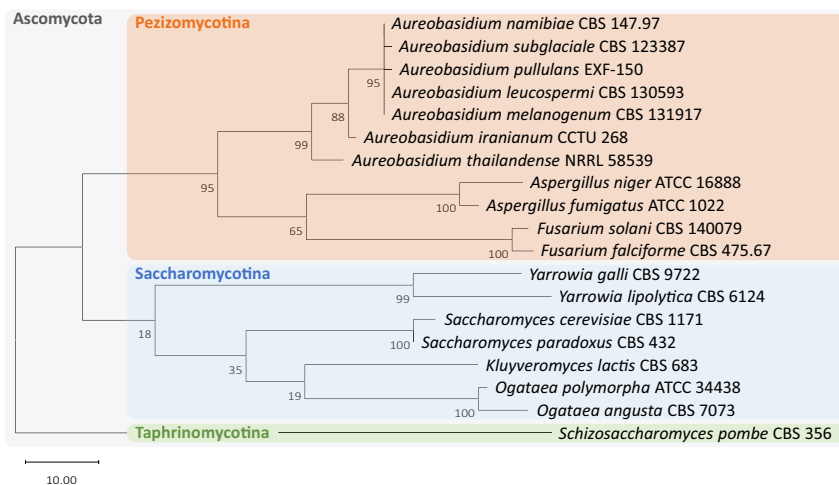 Ascomycota
Pezizomycotina
Aureobasidium namibiae CBS 147.97
Aureobasidium subglaciale CBS 123387
Aureobasidium pullulans EXF-150
95
Aureobasidium leucospermi CBS 130593
Aureobasidium melanogenum CBS 131917
88
Aureobasidium iranianum CCTU 268
99
Aureobasidium thailandense NRRL 58539
95
Aspergillus niger ATCC 16888
Aspergillus fumigatus ATCC 1022
100
65
Fusarium solani CBS 140079
Fusarium falciforme CBS 475.67
100
Saccharomycotina
Yarrowia galli CBS 9722
Yarrowia lipolytica CBS 6124
99
Saccharomyces cerevisiae CBS 1171
18
Saccharomyces paradoxus CBS 432
100
Kluyveromyces lactis CBS 683
35
Ogataea polymorpha ATCC 34438
19
Ogataea angusta CBS 7073
100
Taphrinomycotina
Schizosaccharomyces pombe CBS 356
10.00